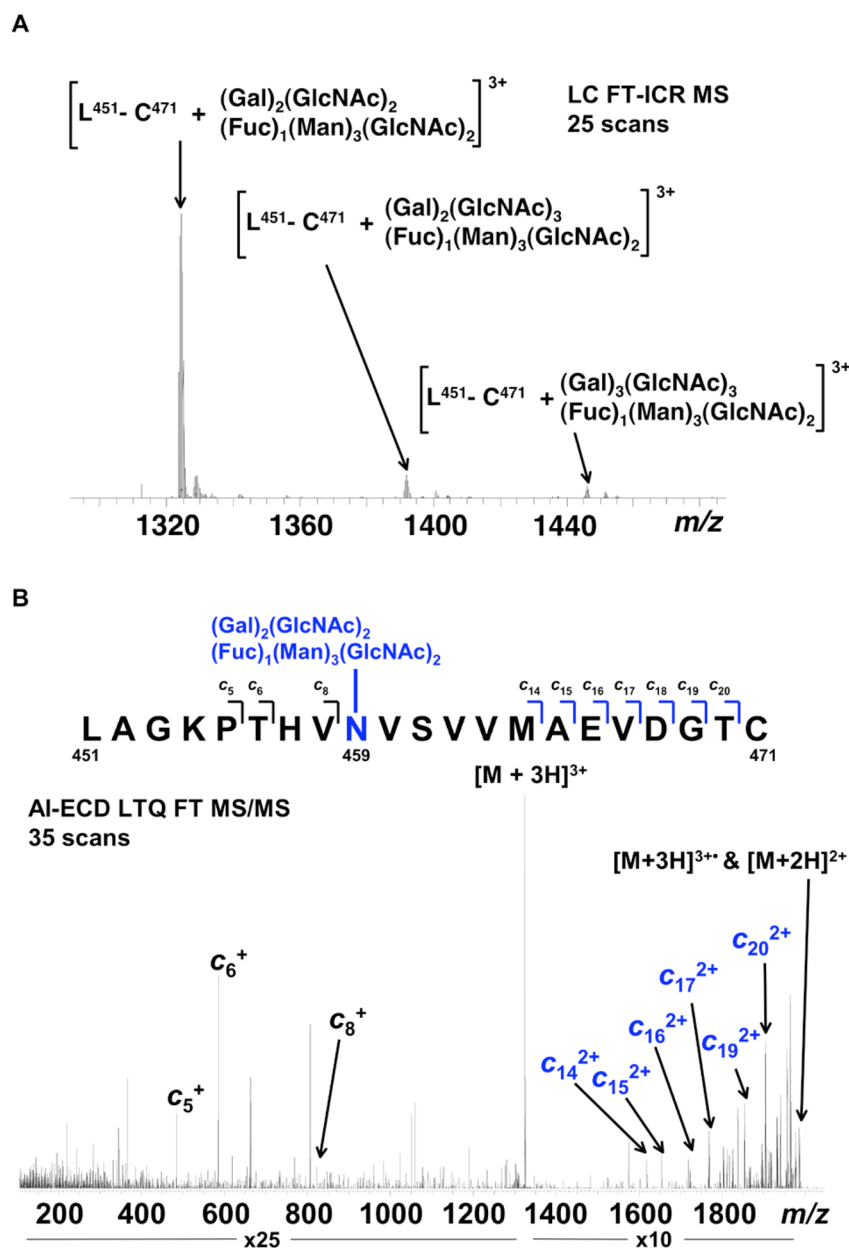 A
[L⁴⁵¹- C⁴⁷¹ + (Gal)₂(GlcNAc)₂
(Fuc)₁(Man)₃(GlcNAc)₂]³⁺
LC FT-ICR MS
25 scans
[L⁴⁵¹- C⁴⁷¹ + (Gal)₂(GlcNAc)₃
(Fuc)₁(Man)₃(GlcNAc)₂]³⁺
[L⁴⁵¹- C⁴⁷¹ + (Gal)₃(GlcNAc)₃
(Fuc)₁(Man)₃(GlcNAc)₂]³⁺
1320 1360 1400 1440 m/z
B
(Gal)₂(GlcNAc)₂
(Fuc)₁(Man)₃(GlcNAc)₂
c₅ c₆ c₈ c₁₄ c₁₅ c₁₆ c₁₇ c₁₈ c₁₉ c₂₀
L A G K P T H V N V S V V M A E V D G T C
451 459 471
[M + 3H]³⁺
AI-ECD LTQ FT MS/MS
35 scans
[M+3H]³⁺• & [M+2H]²⁺
c₂₀²⁺
c₆⁺
c₁₇²⁺
c₈⁺
c₁₆²⁺
c₁₉²⁺
c₁₄²⁺
c₁₅²⁺
c₅⁺
200 400 600 800 1000 1200 1400 1600 1800 m/z
x25 x10